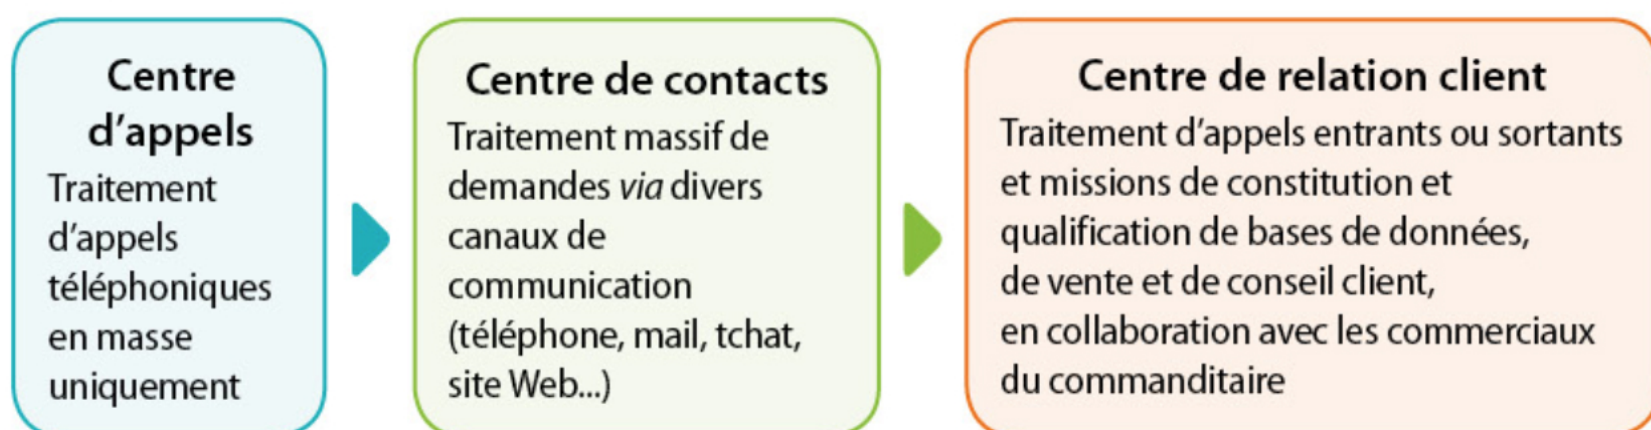 Centre
d’appels
Traitement
d’appels
téléphoniques
en masse
uniquement
Centre de contacts
Traitement massif de
demandes via divers
canaux de
communication
(téléphone, mail, tchat,
site Web...)
Centre de relation client
Traitement d’appels entrants ou sortants
et missions de constitution et
qualification de bases de données,
de vente et de conseil client,
en collaboration avec les commerciaux
du commanditaire